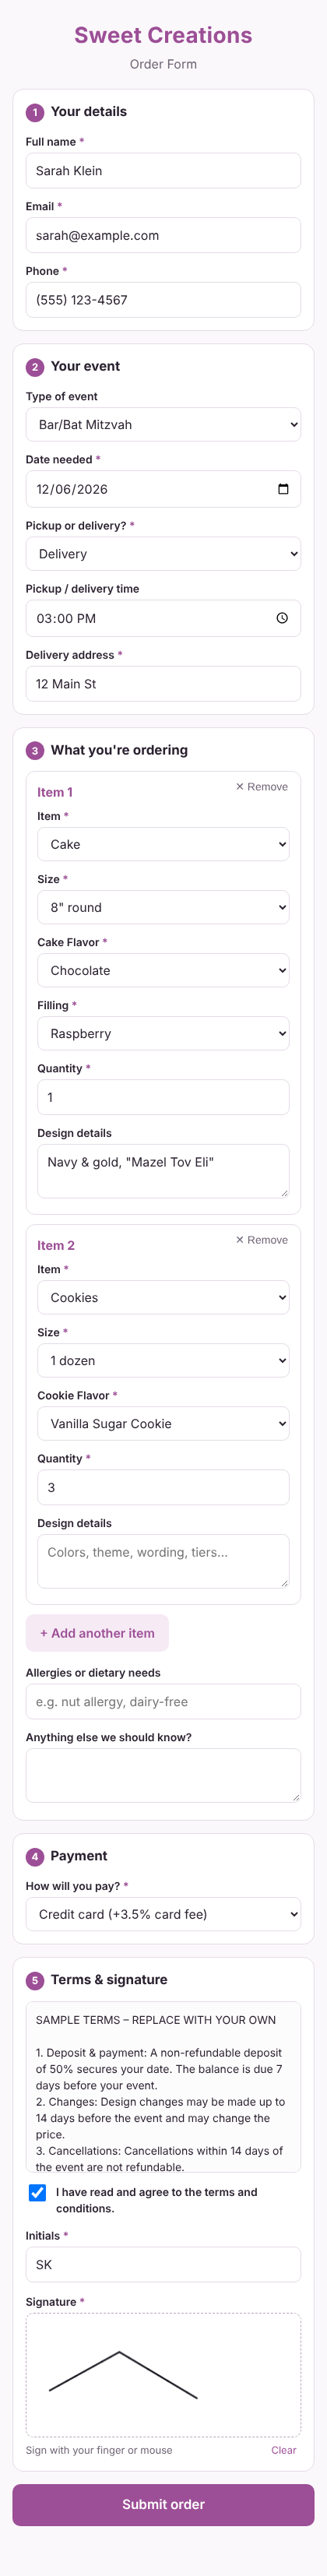 Sweet Creations
Order Form
1 Your details
Full name *
Sarah Klein
Email *
sarah@example.com
Phone *
(555) 123-4567
2 Your event
Type of event
Bar/Bat Mitzvah
Date needed *
12/06/2026
Pickup or delivery? *
Delivery
Pickup / delivery time
03:00 PM
Delivery address *
12 Main St
3 What you're ordering
Item 1
✕ Remove
Item *
Cake
Size *
8" round
Cake Flavor *
Chocolate
Filling *
Raspberry
Quantity *
1
Design details
Navy & gold, "Mazel Tov Eli"
Item 2
✕ Remove
Item *
Cookies
Size *
1 dozen
Cookie Flavor *
Vanilla Sugar Cookie
Quantity *
3
Design details
Colors, theme, wording, tiers...
+ Add another item
Allergies or dietary needs
e.g. nut allergy, dairy-free
Anything else we should know?
4 Payment
How will you pay? *
Credit card (+3.5% card fee)
5 Terms & signature
SAMPLE TERMS – REPLACE WITH YOUR OWN
1. Deposit & payment: A non-refundable deposit
of 50% secures your date. The balance is due 7
days before your event.
2. Changes: Design changes may be made up to
14 days before the event and may change the
price.
3. Cancellations: Cancellations within 14 days of
the event are not refundable.
I have read and agree to the terms and
conditions.
Initials *
SK
Signature *
Sign with your finger or mouse
Clear
Submit order